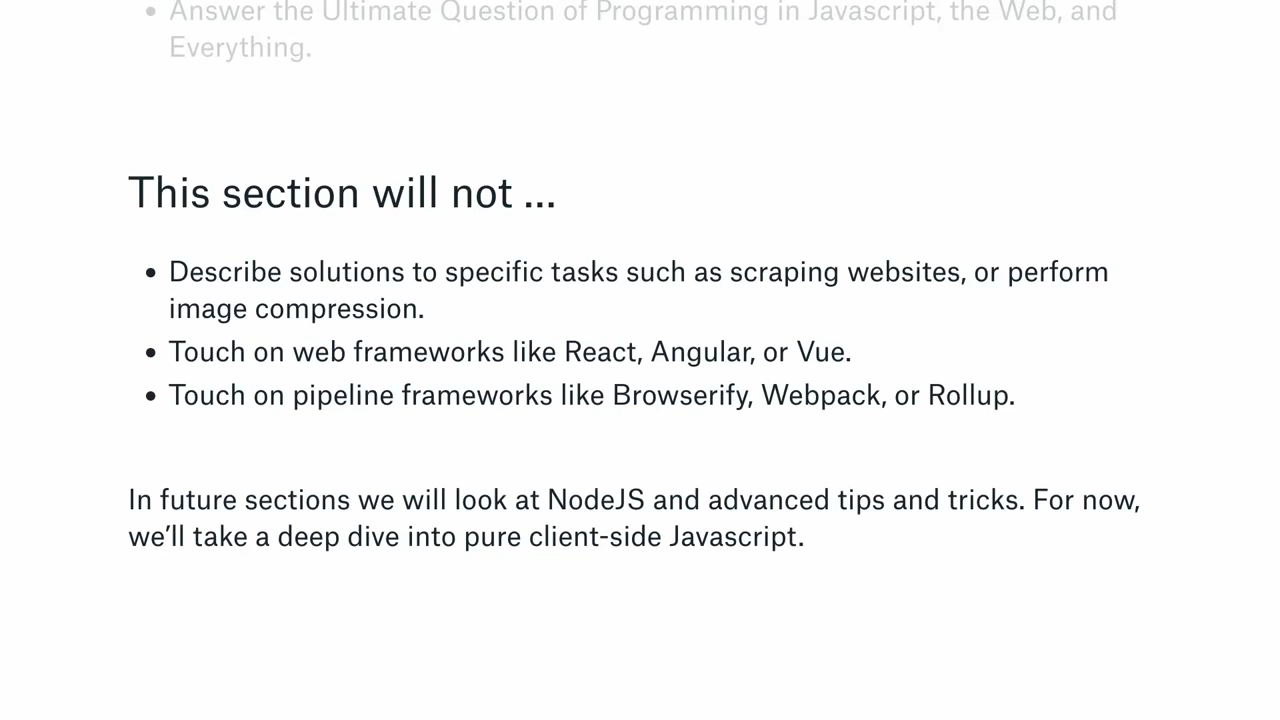 • Answer the Ultimate Question of Programming in Javascript, the Web, and
Everything.
This section will not ...
• Describe solutions to specific tasks such as scraping websites, or perform
image compression.
• Touch on web frameworks like React, Angular, or Vue.
• Touch on pipeline frameworks like Browserify, Webpack, or Rollup.
In future sections we will look at NodeJS and advanced tips and tricks. For now,
we’ll take a deep dive into pure client-side Javascript.